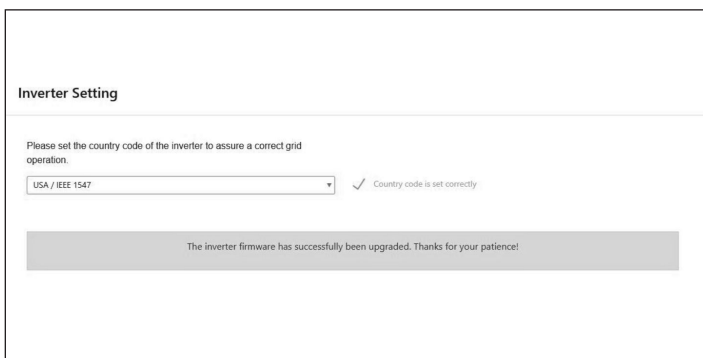 Inverter Setting
Please set the country code of the inverter to assure a correct grid
operation.
USA / IEEE 1547
Country code is set correctly
The inverter firmware has successfully been upgraded. Thanks for your patience!